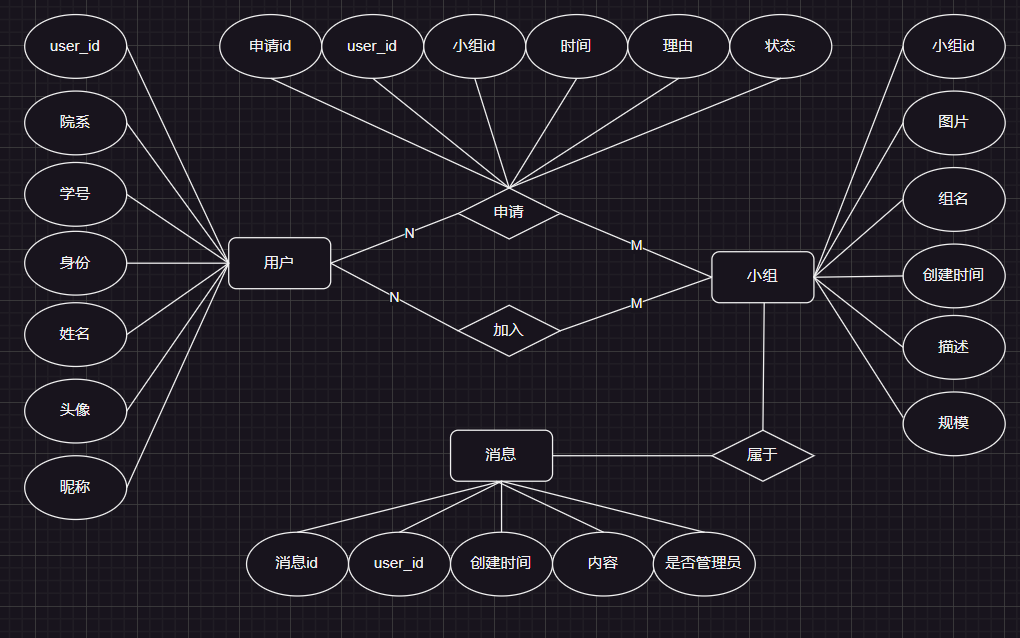 user_id
申请id
user_id
小组id
时间
理由
状态
小组id
院系
图片
学号
组名
申请
N
M
身份
用户
小组
创建时间
N
M
姓名
加入
描述
头像
规模
消息
属于
昵称
消息id
user_id
创建时间
内容
是否管理员